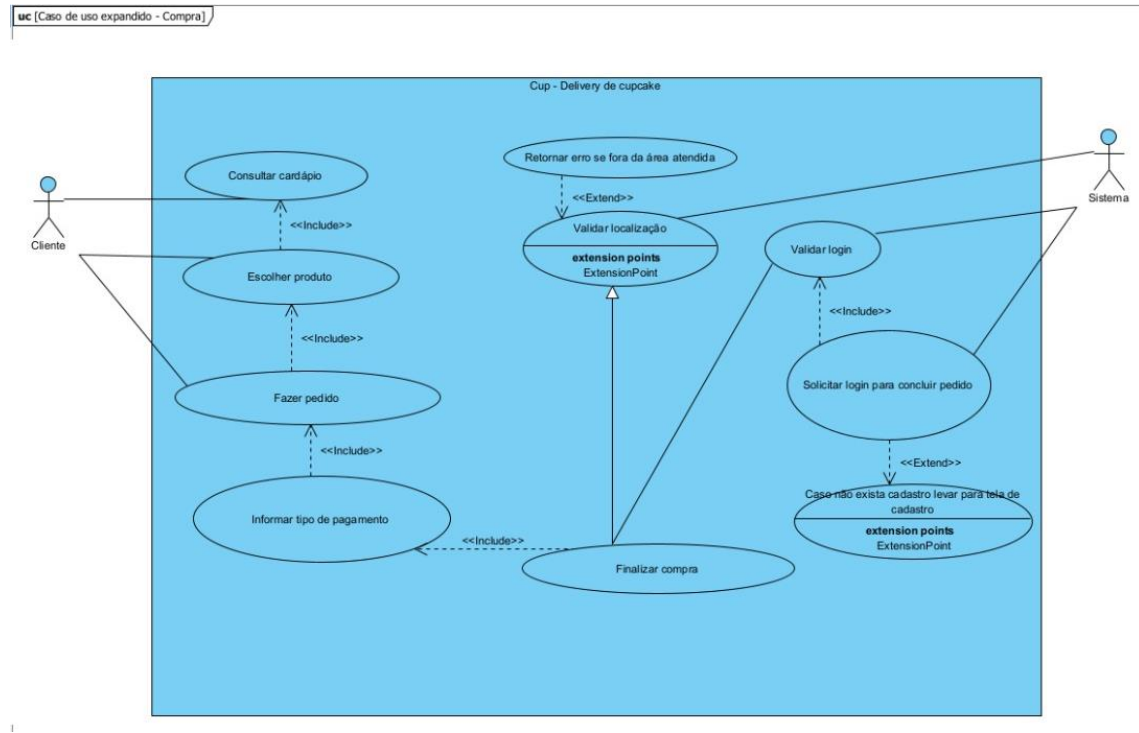 uc [Caso de uso expandido - Compra]
Cup - Delivery de cupcake
Retornar erro se fora da área atendida
Consultar cardápio
<<Extend>>
Sistema
<<Include>>
Cliente
Validar localização
Validar login
extension points
ExtensionPoint
Escolher produto
<<Include>>
<<Include>>
Solicitar login para concluir pedido
Fazer pedido
<<Include>>
<<Extend>>
Caso não exista cadastro levar para tela de
cadastro
Informar tipo de pagamento
extension points
ExtensionPoint
<<Include>>
Finalizar compra